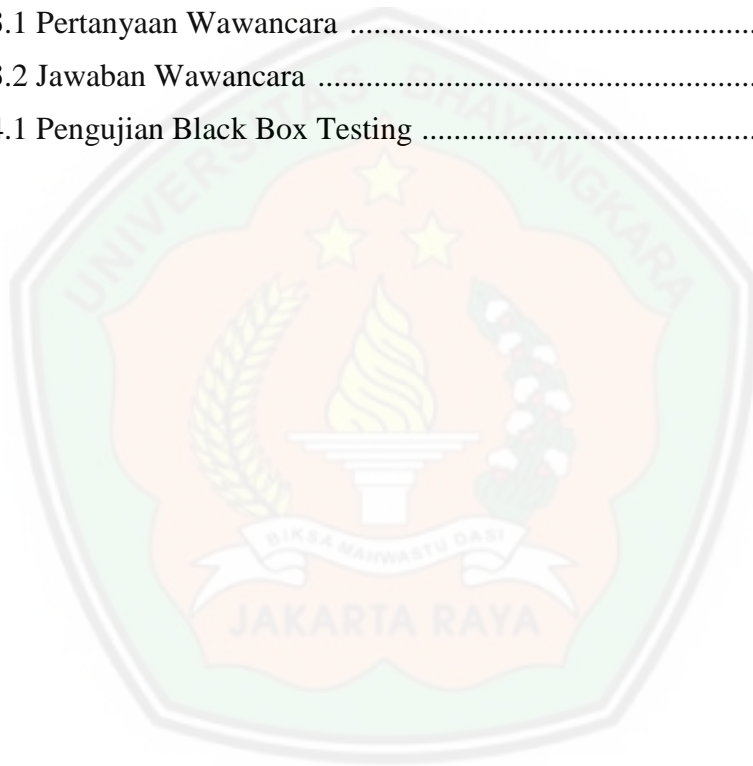 3.1 Pertanyaan Wawancara ..........................................................
3.2 Jawaban Wawancara ...............................................................
4.1 Pengujian Black Box Testing ...................................................
UNIVERSITAS BHAYANGKARA
BIKSA MAHWASTU DASI
JAKARTA RAYA